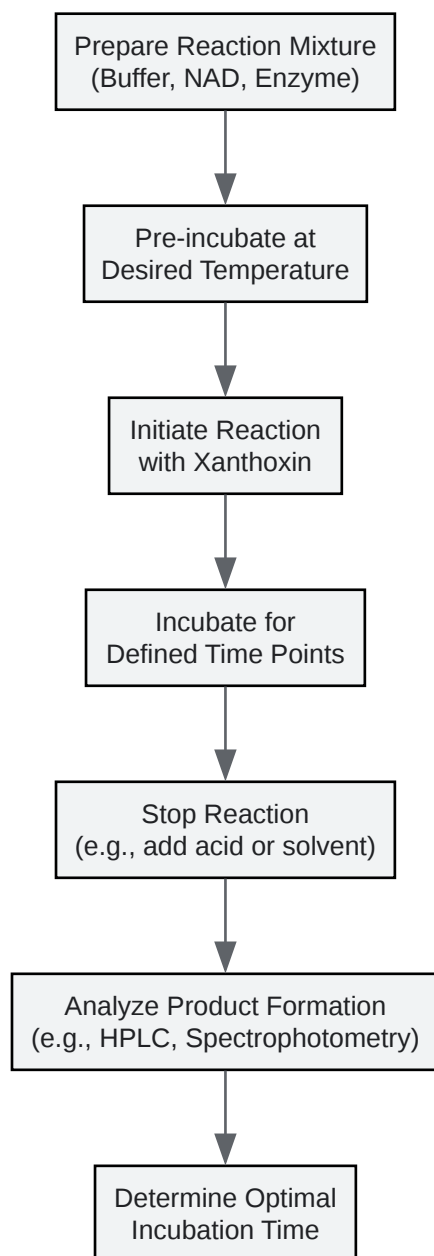 Prepare Reaction Mixture
(Buffer, NAD, Enzyme)
Pre-incubate at
Desired Temperature
Initiate Reaction
with Xanthoxin
Incubate for
Defined Time Points
Stop Reaction
(e.g., add acid or solvent)
Analyze Product Formation
(e.g., HPLC, Spectrophotometry)
Determine Optimal
Incubation Time